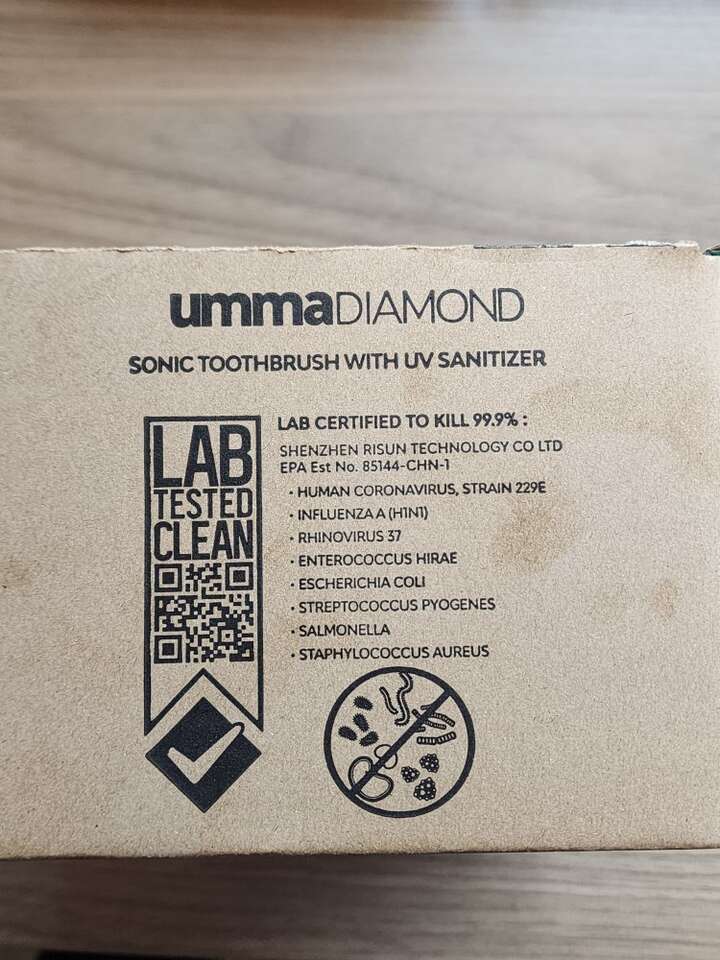 ummaDIAMOND
SONIC TOOTHBRUSH WITH UV SANITIZER
LAB
TESTED
CLEAN
LAB CERTIFIED TO KILL 99.9% :
SHENZHEN RISUN TECHNOLOGY CO LTD
EPA Est No. 85144-CHN-1
• HUMAN CORONAVIRUS, STRAIN 229E
• INFLUENZA A (H1N1)
• RHINOVIRUS 37
• ENTEROCOCCUS HIRAE
• ESCHERICHIA COLI
• STREPTOCOCCUS PYOGENES
• SALMONELLA
• STAPHYLOCOCCUS AUREUS